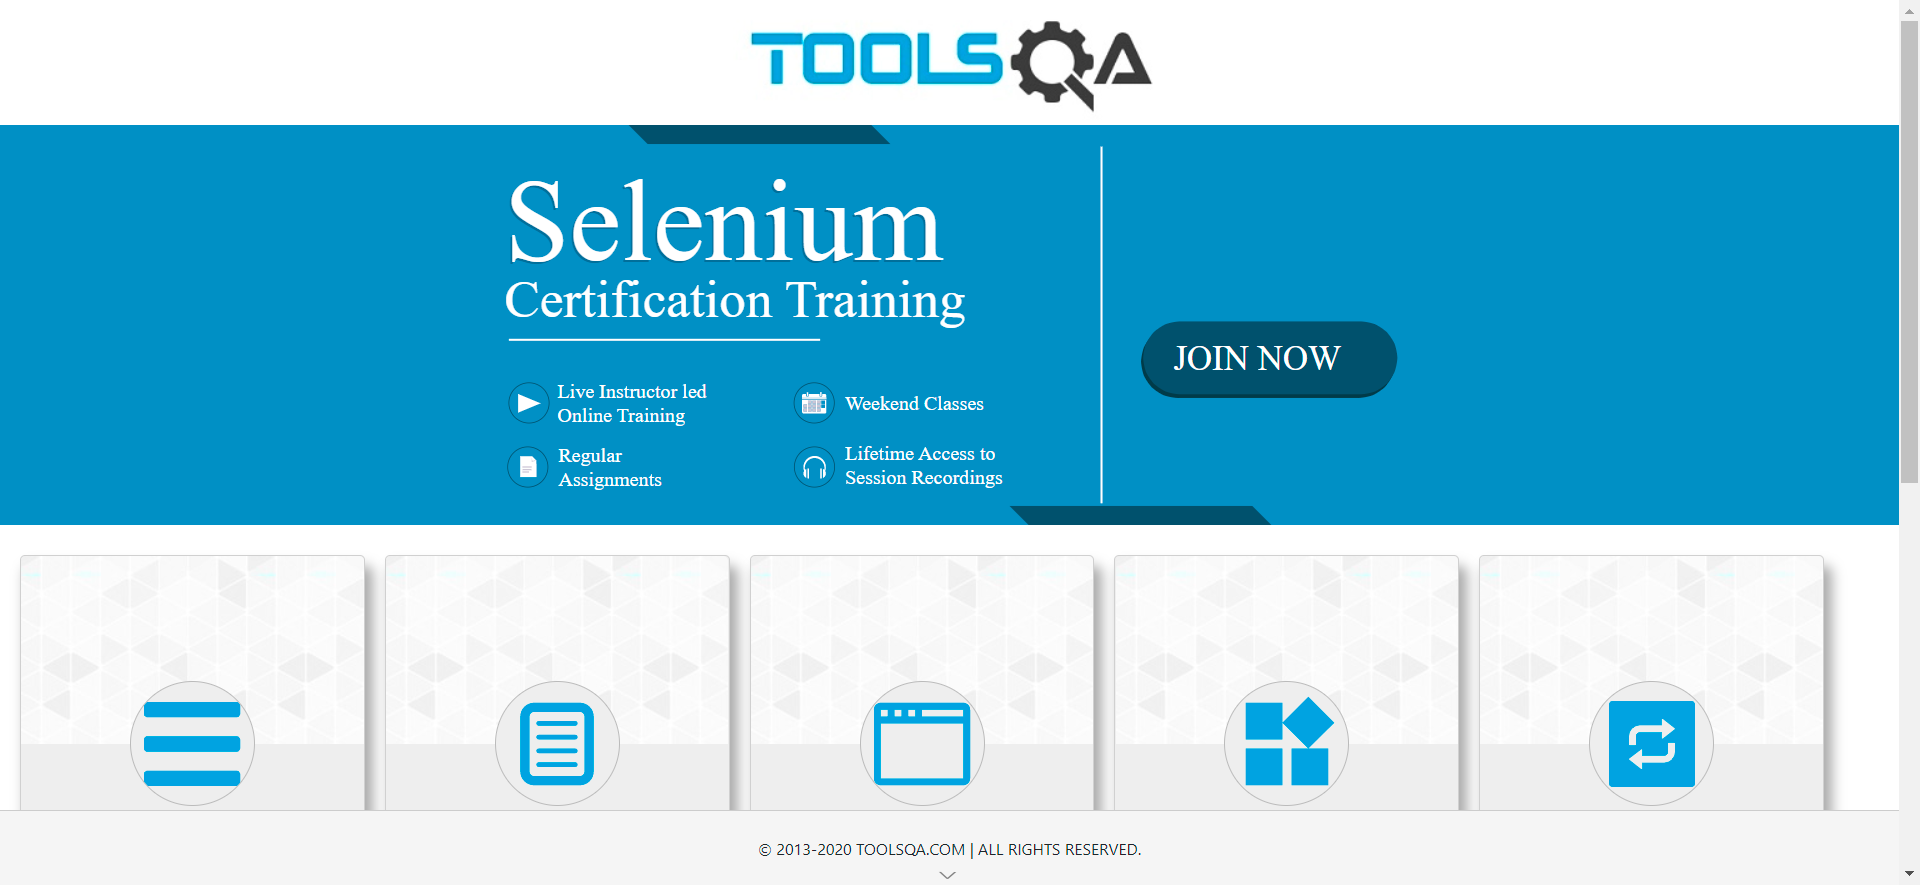 TOOLSQA
Selenium
Certification Training
JOIN NOW
Live Instructor led
Online Training
Weekend Classes
Regular
Assignments
Lifetime Access to
Session Recordings
© 2013-2020 TOOLSQA.COM | ALL RIGHTS RESERVED.